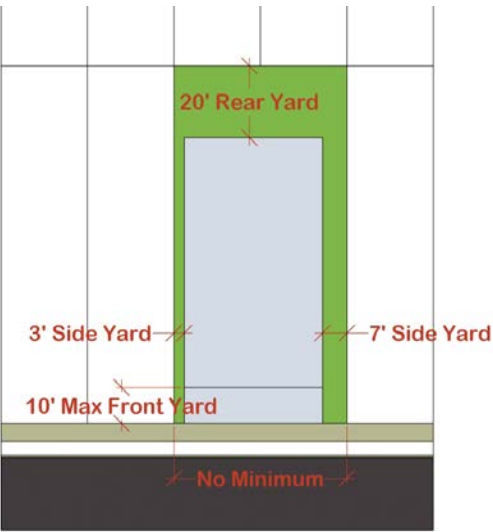 20' Rear Yard
3' Side Yard
7' Side Yard
10' Max Front Yard
No Minimum